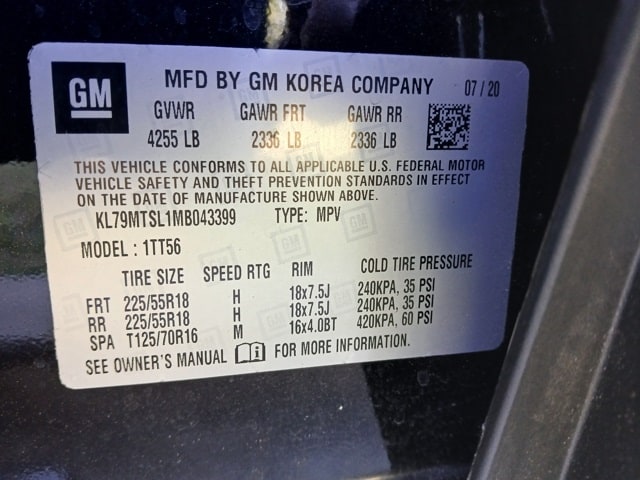 GM
MFD BY GM KOREA COMPANY 07 / 20
GVWR GAWR FRT GAWR RR
4255 LB 2336 LB 2336 LB
THIS VEHICLE CONFORMS TO ALL APPLICABLE U.S. FEDERAL MOTOR
VEHICLE SAFETY AND THEFT PREVENTION STANDARDS IN EFFECT
ON THE DATE OF MANUFACTURE SHOWN ABOVE.
KL79MTSL1MB043399 TYPE: MPV
MODEL : 1TT56
TIRE SIZE SPEED RTG RIM COLD TIRE PRESSURE
FRT 225/55R18 H 18x7.5J 240KPA, 35 PSI
RR 225/55R18 H 18x7.5J 240KPA, 35 PSI
SPA T125/70R16 M 16x4.0BT 420KPA, 60 PSI
SEE OWNER'S MANUAL FOR MORE INFORMATION.